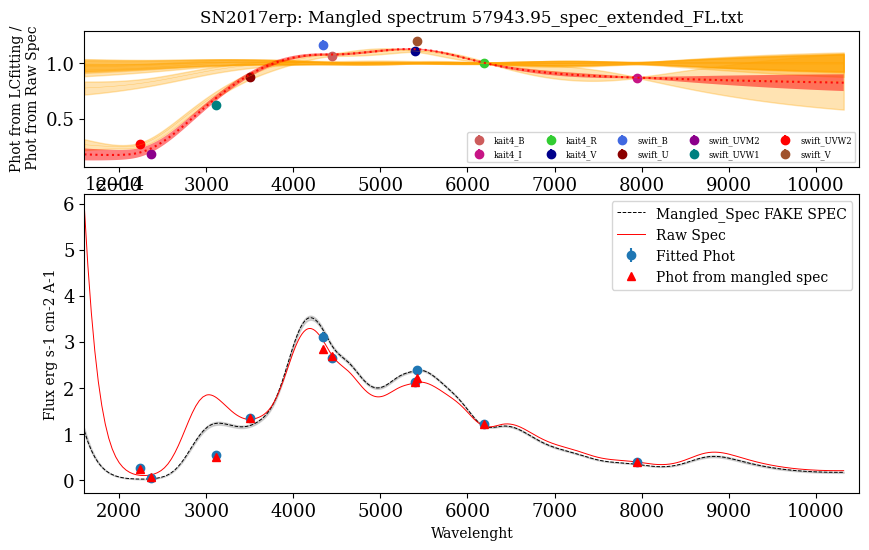 SN2017erp: Mangled spectrum 57943.95_spec_extended_FL.txt
Phot from LCfitting /
Phot from Raw Spec
1.0
0.5
kait4_B kait4_R swift_B swift_UVM2 swift_UVW2
kait4_I kait4_V swift_U swift_UVW1 swift_V
2000 3000 4000 5000 6000 7000 8000 9000 10000
1e−14
Flux erg s-1 cm-2 A-1
6
5
4
3
2
1
0
Mangled_Spec FAKE SPEC
Raw Spec
Fitted Phot
Phot from mangled spec
2000 3000 4000 5000 6000 7000 8000 9000 10000
Wavelenght